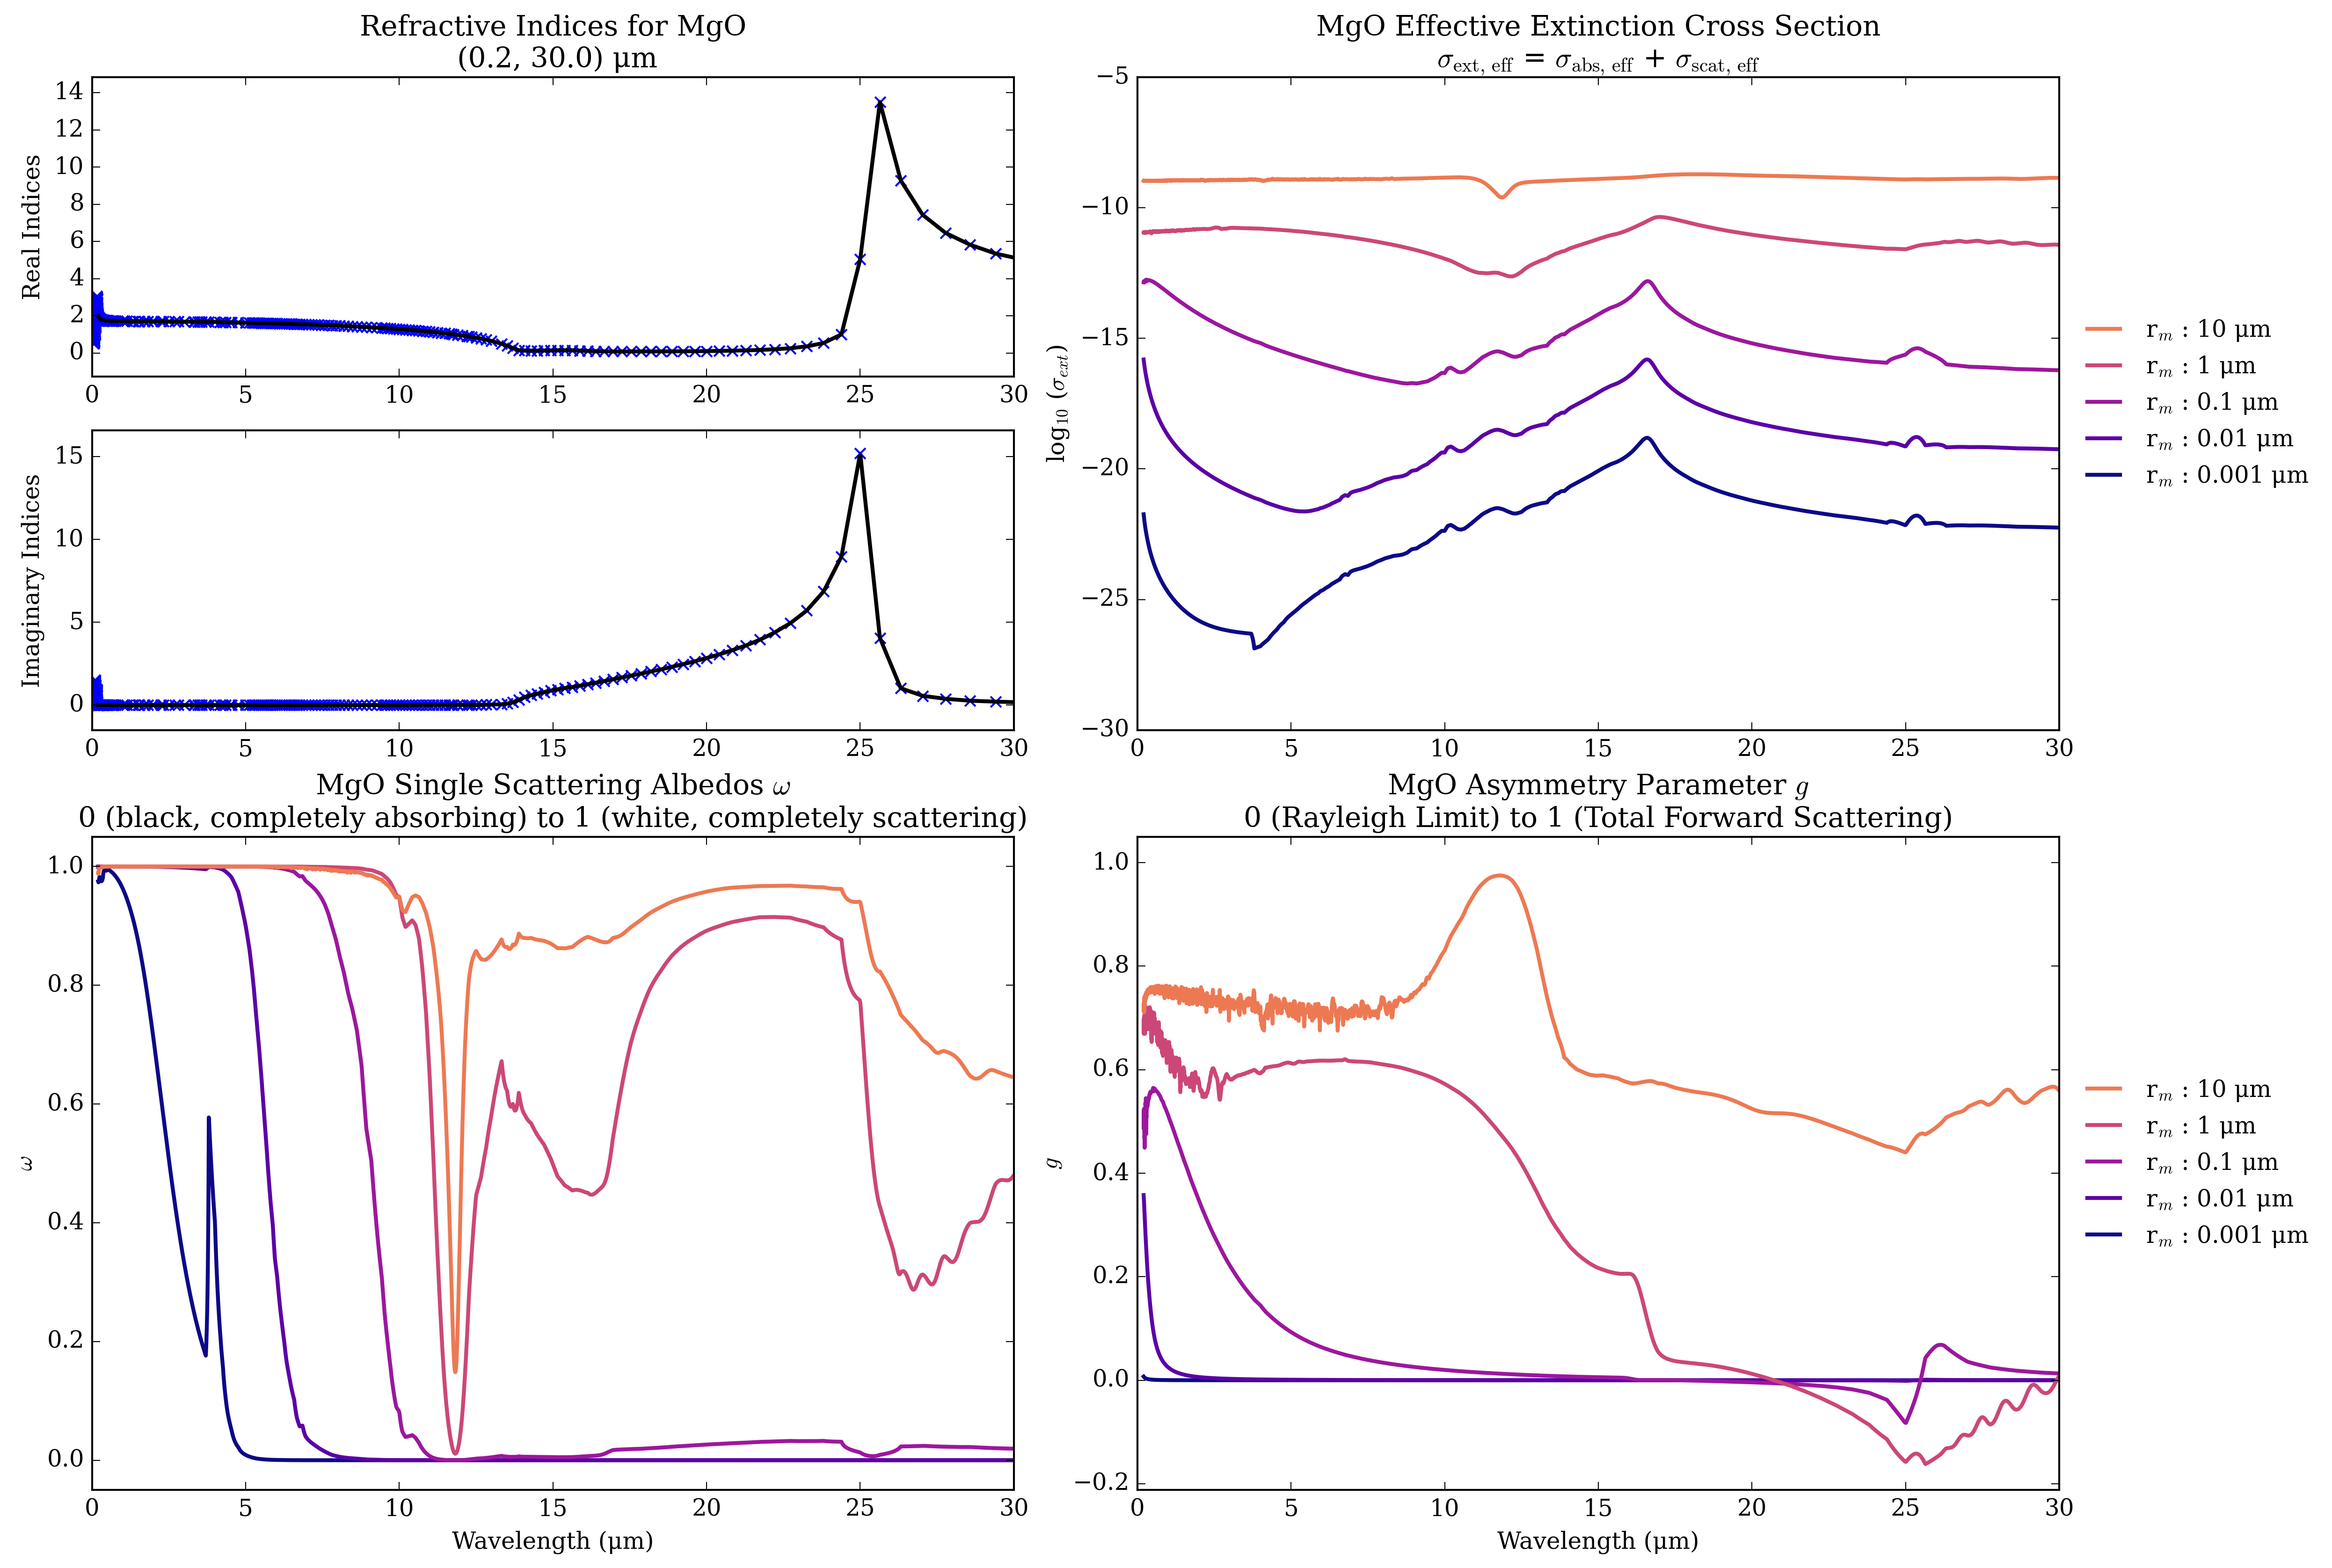 Refractive Indices for MgO
(0.2, 30.0) μm
Real Indices
14
12
10
8
6
4
2
0
0 5 10 15 20 25 30
Imaginary Indices
15
10
5
0
0 5 10 15 20 25 30
MgO Effective Extinction Cross Section
σext, eff = σabs, eff + σscat, eff
log10 (σext)
−5
−10
−15
−20
−25
−30
0 5 10 15 20 25 30
rm : 10 μm
rm : 1 μm
rm : 0.1 μm
rm : 0.01 μm
rm : 0.001 μm
MgO Single Scattering Albedos ω
0 (black, completely absorbing) to 1 (white, completely scattering)
ω
1.0
0.8
0.6
0.4
0.2
0.0
0 5 10 15 20 25 30
Wavelength (μm)
MgO Asymmetry Parameter g
0 (Rayleigh Limit) to 1 (Total Forward Scattering)
g
1.0
0.8
0.6
0.4
0.2
0.0
−0.2
0 5 10 15 20 25 30
Wavelength (μm)
rm : 10 μm
rm : 1 μm
rm : 0.1 μm
rm : 0.01 μm
rm : 0.001 μm